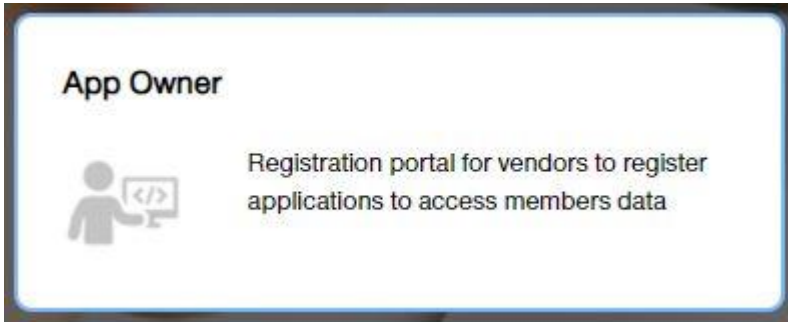 App Owner
</>
Registration portal for vendors to register
applications to access members data